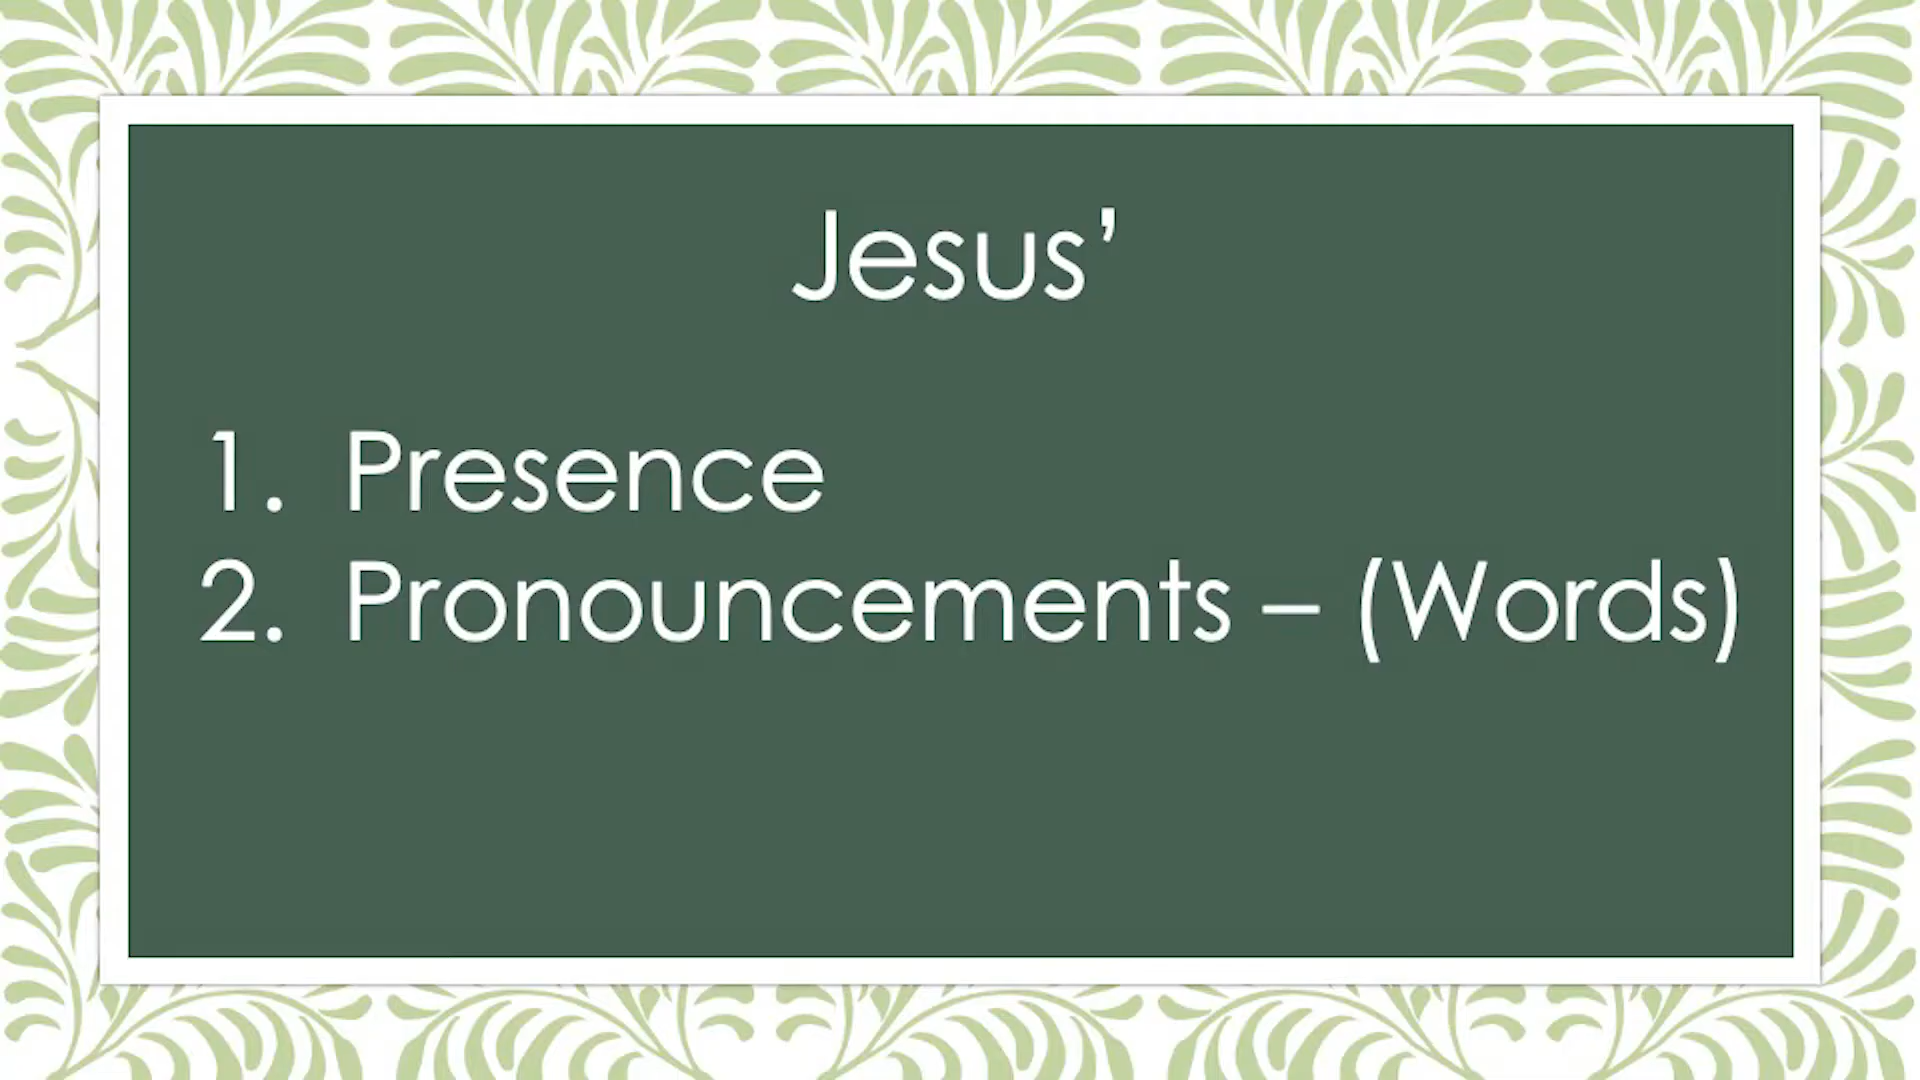 Jesus’
1. Presence
2. Pronouncements – (Words)